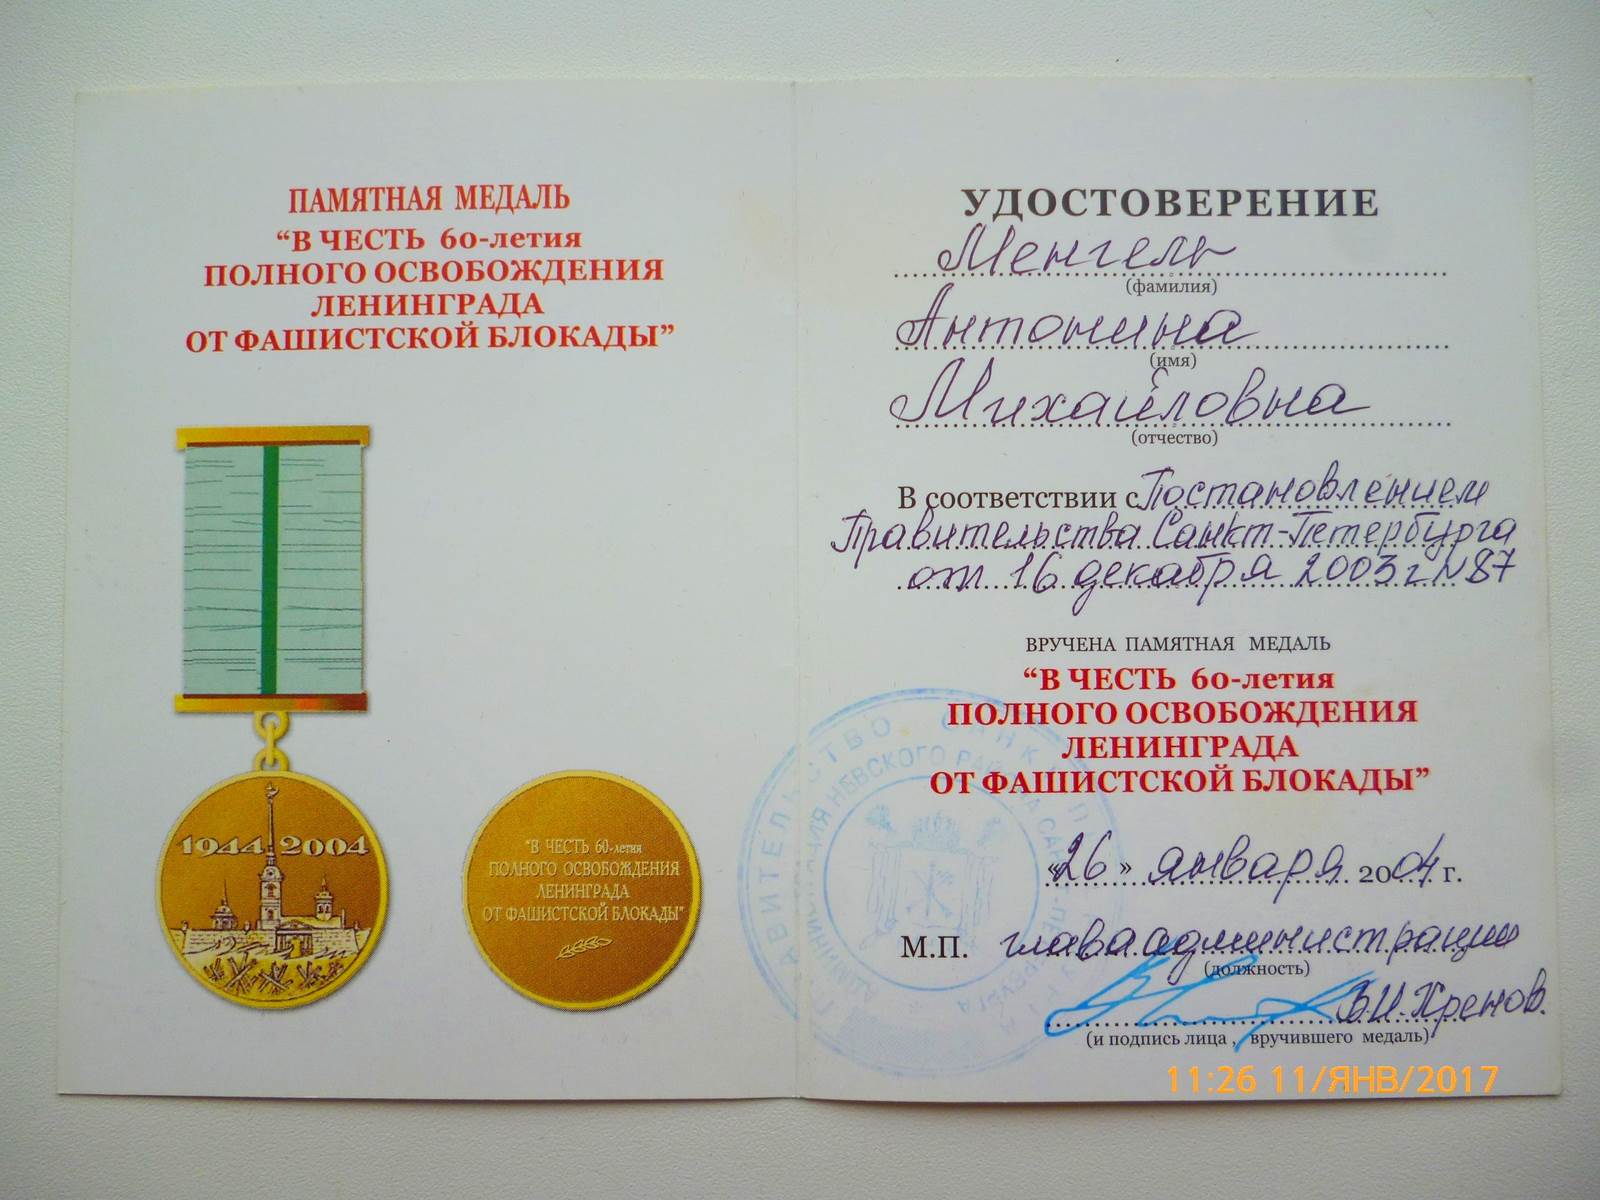 ПАМЯТНАЯ МЕДАЛЬ
“В ЧЕСТЬ 60-летия
ПОЛНОГО ОСВОБОЖДЕНИЯ
ЛЕНИНГРАДА
ОТ ФАШИСТСКОЙ БЛОКАДЫ”
1944 2004
"В ЧЕСТЬ 60-летия
ПОЛНОГО ОСВОБОЖДЕНИЯ
ЛЕНИНГРАДА
ОТ ФАШИСТСКОЙ БЛОКАДЫ"
УДОСТОВЕРЕНИЕ
Менгель
(фамилия)
Антонина
(имя)
Михайловна
(отчество)
В соответствии с Постановлением
Правительства Санкт-Петербурга
от 16 декабря 2003 г N 87
ВРУЧЕНА ПАМЯТНАЯ МЕДАЛЬ
“В ЧЕСТЬ 60-летия
ПОЛНОГО ОСВОБОЖДЕНИЯ
ЛЕНИНГРАДА
ОТ ФАШИСТСКОЙ БЛОКАДЫ”
«26» января 2004 г.
М.П. глава администрации
(должность)
В.И. Хренов.
(и подпись лица , вручившего медаль)
11:26 11/ЯНВ/2017